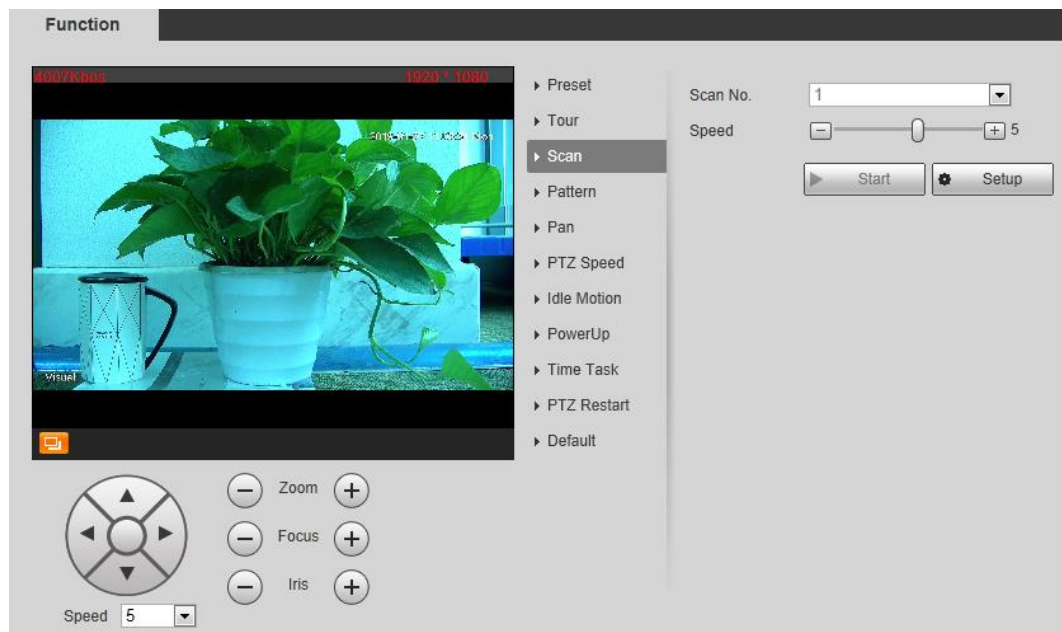 Function
4007Kbps 1920 * 1080
Visual
Zoom
Focus
Iris
Speed 5
Preset
Tour
Scan
Pattern
Pan
PTZ Speed
Idle Motion
PowerUp
Time Task
PTZ Restart
Default
Scan No. 1
Speed 5
Start Setup